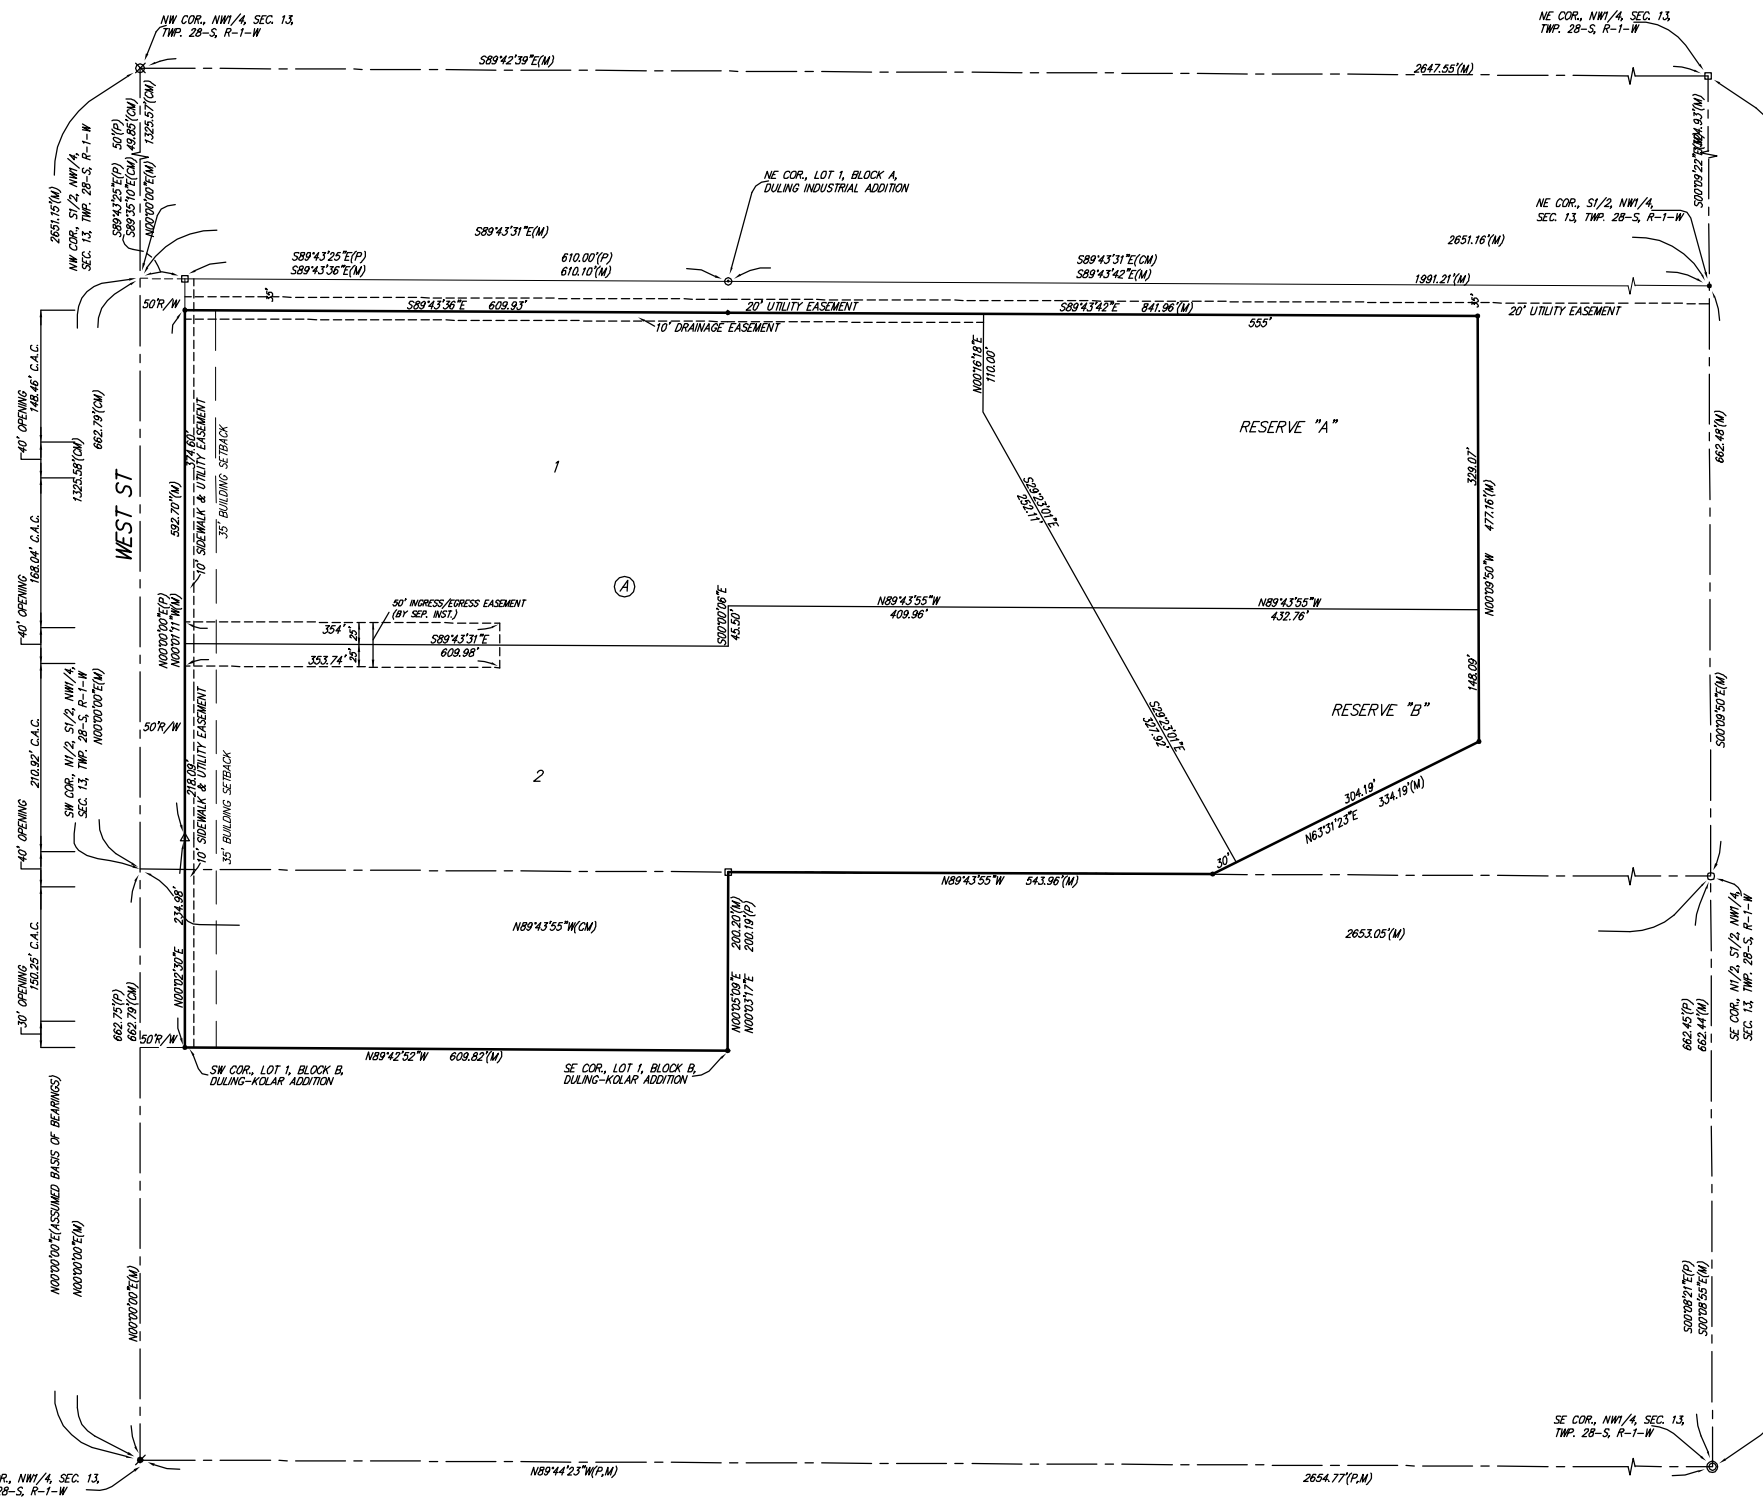 NW COR., NW1/4, SEC. 13,
TWP. 28-S, R-1-W
NE COR., NW1/4, SEC. 13,
TWP. 28-S, R-1-W
S89°42'39"E(M)
2647.55'(M)
2651.15'(M)
NW COR., S1/2, NW1/4,
SEC. 13, TWP. 28-S, R-1-W
S89°43'25"E(P) 50'(P)
S89°35'10"E(CM) 49.85'(CM)
N00°00'00"E(M) 1325.57'(CM)
NE COR., LOT 1, BLOCK A,
DULING INDUSTRIAL ADDITION
NE COR., S1/2, NW1/4,
SEC. 13, TWP. 28-S, R-1-W
S89°43'31"E(M)
2651.16'(M)
S89°43'25"E(P) 610.00'(P)
S89°43'36"E(M) 610.10'(M)
S89°43'31"E(CM)
S89°43'42"E(M) 1991.21'(M)
50'R/W
35'
S89°43'36"E 609.93'
20' UTILITY EASEMENT
S89°43'42"E 841.96'(M)
35'
20' UTILITY EASEMENT
10' DRAINAGE EASEMENT
555'
N00°16'18"E
110.00'
40' OPENING
148.46' C.A.C.
1325.58'(CM)
662.79'(CM)
WEST ST
592.70'(M)
374.60'
10' SIDEWALK & UTILITY EASEMENT
35' BUILDING SETBACK
1
RESERVE "A"
329.07'
477.16'(M)
N00°09'50"W
662.48'(M)
S29°23'01"E
252.11'
40' OPENING
168.04' C.A.C.
A
50' INGRESS/EGRESS EASEMENT
(BY SEP. INST.)
N00°00'00"E(P)
N00°01'11"W(M)
354'
25'
S89°43'31"E
609.98'
353.74'
25'
S00°00'06"E
45.50'
N89°43'55"W
409.96'
N89°43'55"W
432.76'
148.09'
SW COR., N1/2, S1/2, NW1/4,
SEC. 13, TWP. 28-S, R-1-W
N00°00'00"E(M)
S00°09'50"E(M)
RESERVE "B"
S29°23'01"E
327.92'
50'R/W
40' OPENING
210.92' C.A.C.
218.09'
10' SIDEWALK & UTILITY EASEMENT
35' BUILDING SETBACK
2
304.19'
334.19'(M)
N63°31'23"E
30'
N89°43'55"W 543.96'(M)
234.98'
N89°43'55"W(CM)
200.20'(M)
200.19'(P)
N00°05'09"E
N00°03'17"E
2653.05'(M)
SE COR., N1/2, S1/2, NW1/4,
SEC. 13, TWP. 28-S, R-1-W
30' OPENING
150.25' C.A.C.
662.75'(P)
662.79'(CM)
N00°02'30"E
50'R/W
662.45'(P)
662.44'(M)
N89°42'52"W 609.82'(M)
SW COR., LOT 1, BLOCK B,
DULING-KOLAR ADDITION
SE COR., LOT 1, BLOCK B,
DULING-KOLAR ADDITION
N00°00'00"E(ASSUMED BASIS OF BEARINGS)
N00°00'00"E(M)
N00°00'00"E(M)
S00°08'21"E(P)
S00°08'55"E(M)
SE COR., NW1/4, SEC. 13,
TWP. 28-S, R-1-W
NW1/4, SEC. 13,
R-1-W
N89°44'23"W(P,M)
2654.77'(P,M)